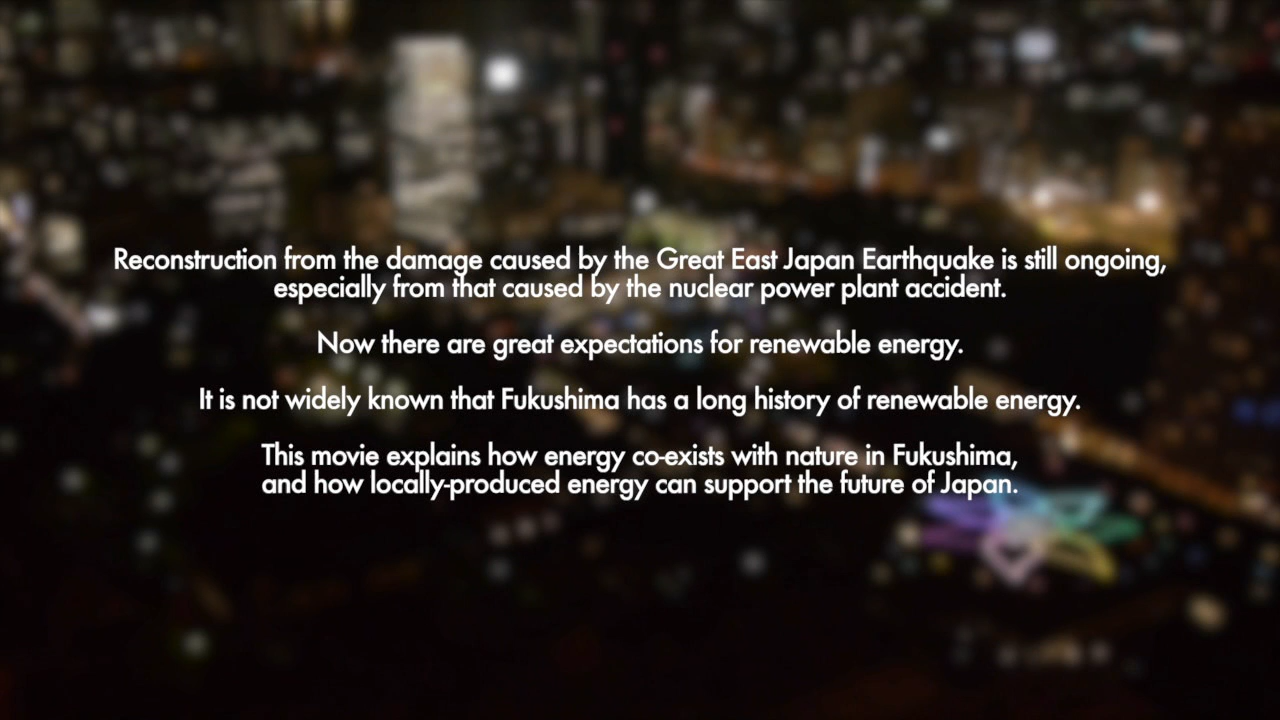 Reconstruction from the damage caused by the Great East Japan Earthquake is still ongoing,
especially from that caused by the nuclear power plant accident.
Now there are great expectations for renewable energy.
It is not widely known that Fukushima has a long history of renewable energy.
This movie explains how energy co-exists with nature in Fukushima,
and how locally-produced energy can support the future of Japan.